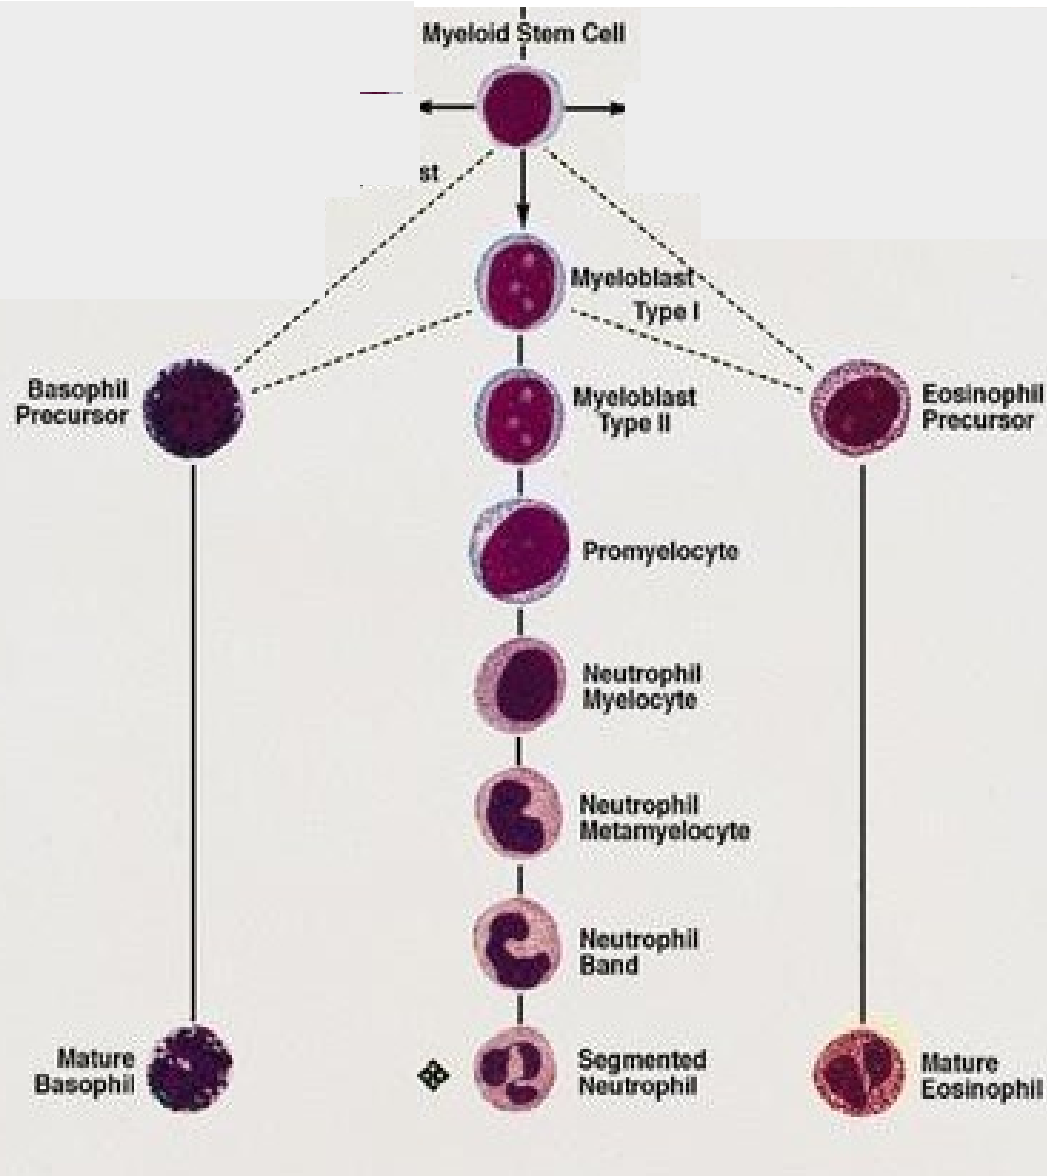 Myeloid Stem Cell
st
Myeloblast
Type I
Basophil
Precursor
Myeloblast
Type II
Eosinophil
Precursor
Promyelocyte
Neutrophil
Myelocyte
Neutrophil
Metamyelocyte
Neutrophil
Band
Mature
Basophil
Segmented
Neutrophil
Mature
Eosinophil